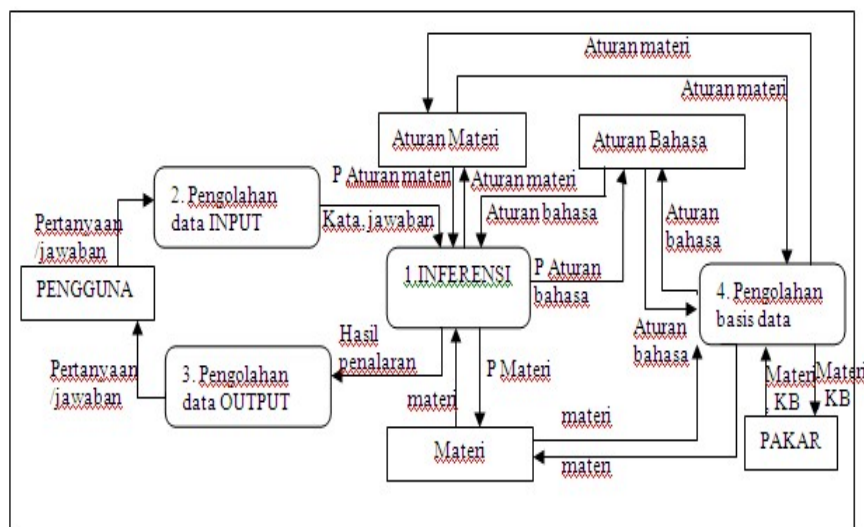 Aturan materi
Aturan materi
Aturan Materi
Aturan Bahasa
P Aturan materi
Aturan materi
2. Pengolahan
data INPUT
Kata, jawaban
Aturan bahasa
Aturan
bahasa
Pertanyaan
/jawaban
PENGGUNA
1.INFERENSI
P Aturan
bahasa
4. Pengolahan
basis data
Hasil
penalaran
Aturan
bahasa
Pertanyaan
/jawaban
3. Pengolahan
data OUTPUT
P Materi
materi
Materi
, KB
Materi
KB
materi
Materi
materi
PAKAR